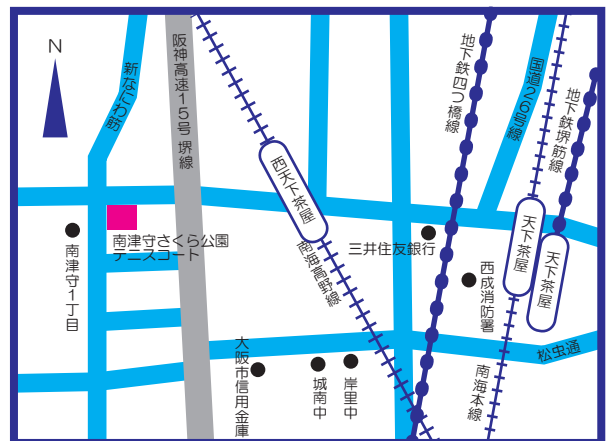 N
新なにわ筋
阪神高速15号 堺線
地下鉄四つ橋線
国道26号線
地下鉄堺筋線
西天下茶屋
南海高野線
南津守さくら公園
テニスコート
南津守1丁目
三井住友銀行
西成消防署
天下茶屋
天下茶屋
大阪市信用金庫
城南中
岸里中
南海本線
松虫通